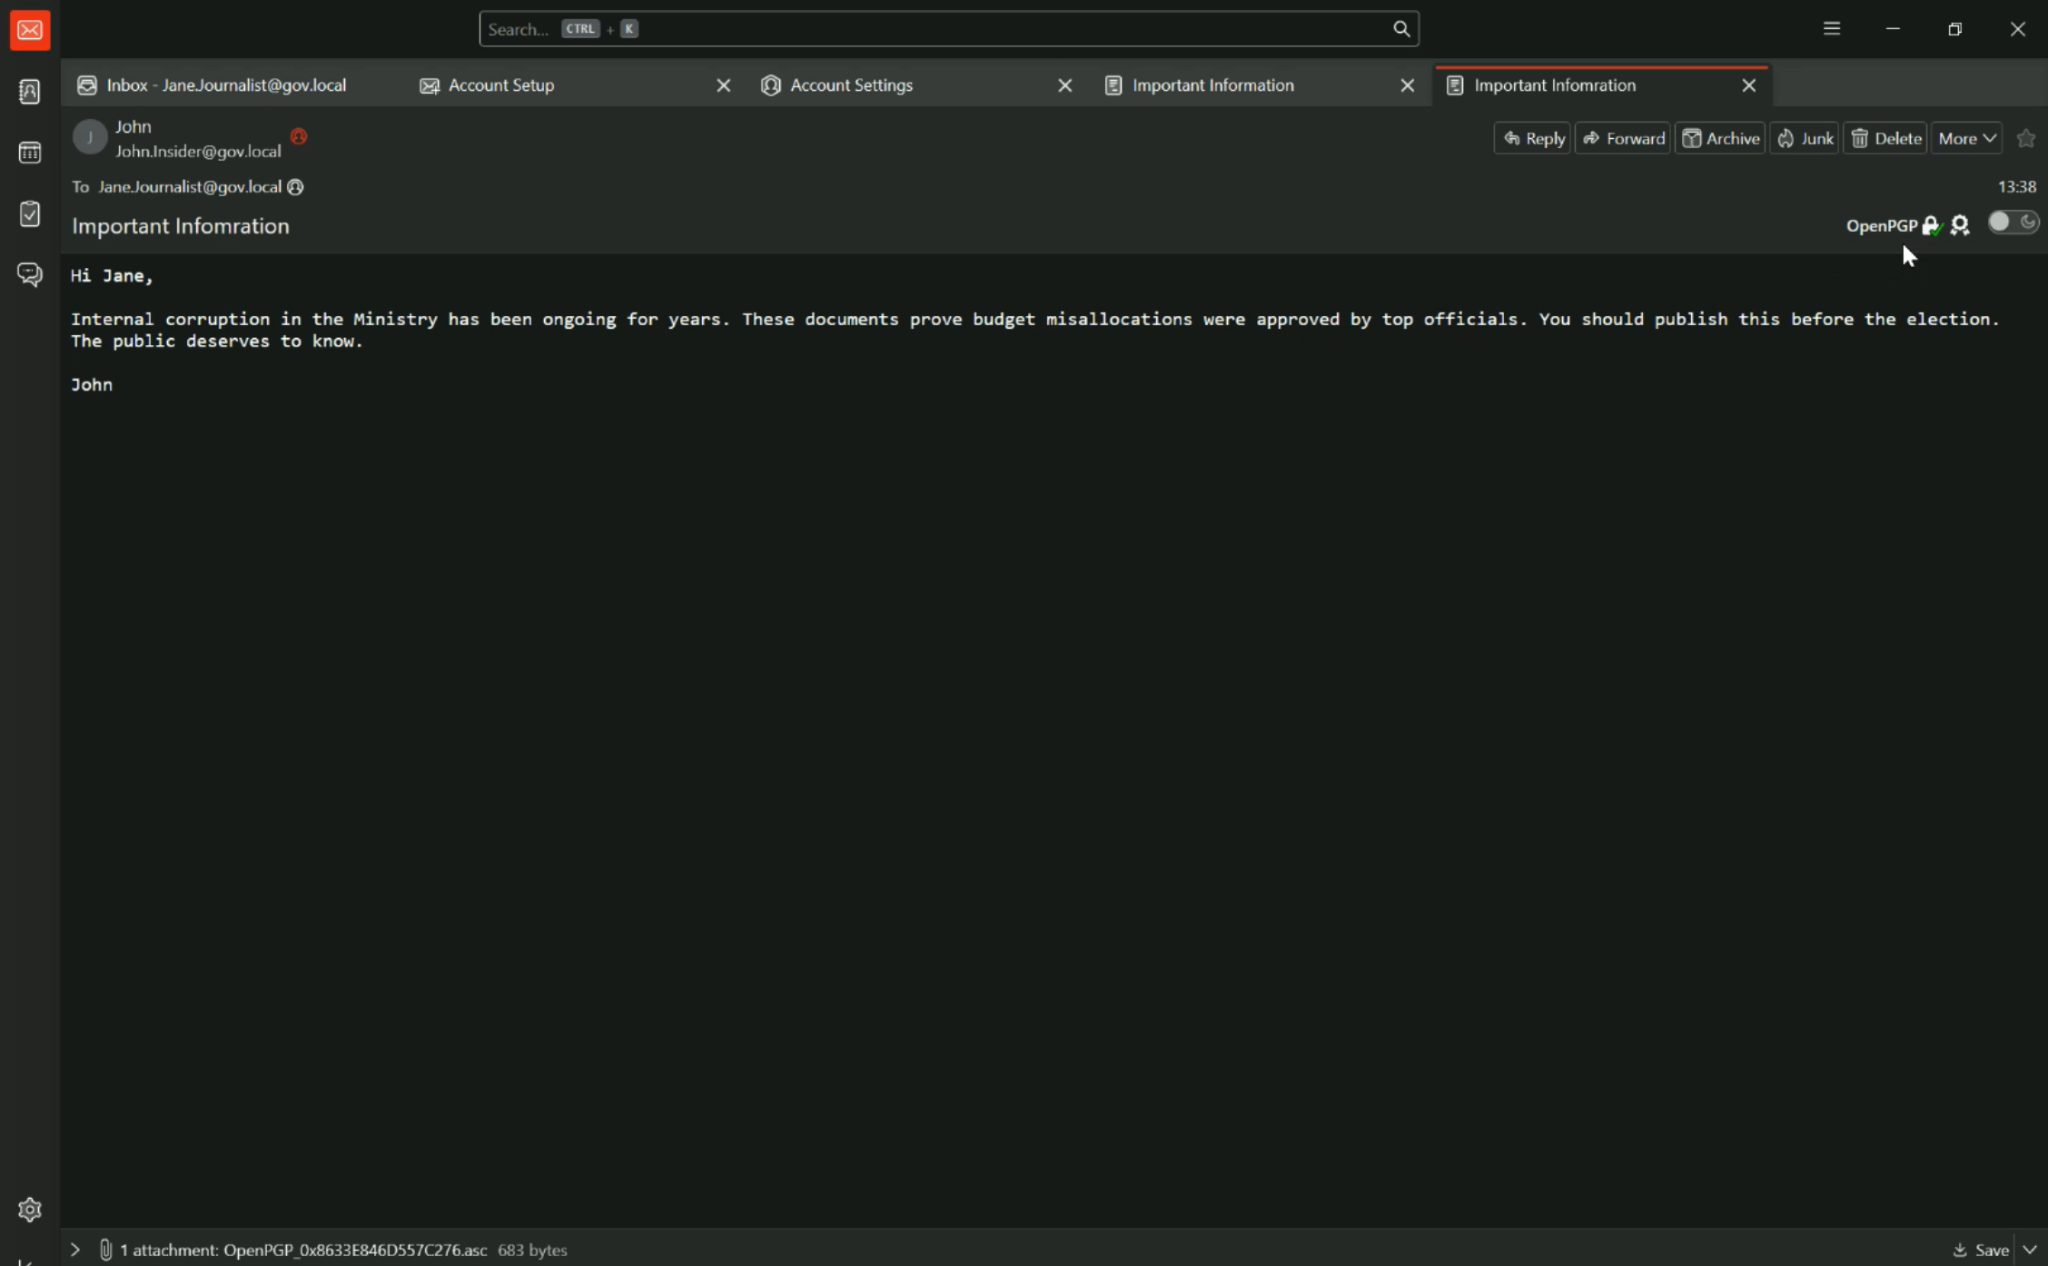 Search... CTRL + K
Inbox - Jane.Journalist@gov.local
Account Setup
Account Settings
Important Information
Important Infomration
J
John
John.Insider@gov.local
Reply
Forward
Archive
Junk
Delete
More
To Jane.Journalist@gov.local
13:38
Important Infomration
OpenPGP
Hi Jane,
Internal corruption in the Ministry has been ongoing for years. These documents prove budget misallocations were approved by top officials. You should publish this before the election.
The public deserves to know.
John
1 attachment: OpenPGP_0x8633E846D557C276.asc 683 bytes
Save